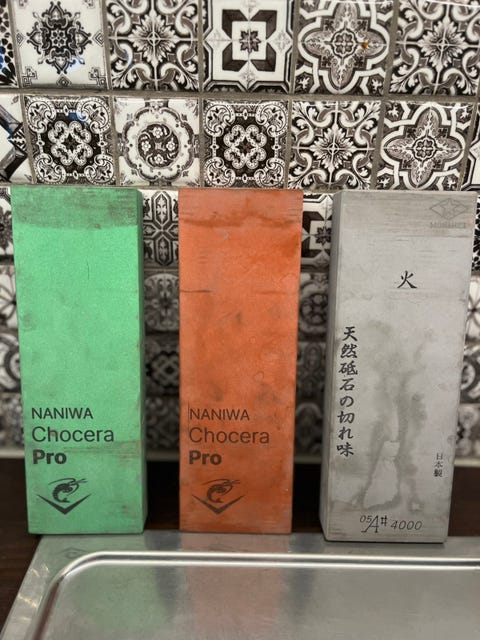 NANIWA
Chocera
Pro
NANIWA
Chocera
Pro
火
天然砥石の切れ味
日本製
05A# 4000